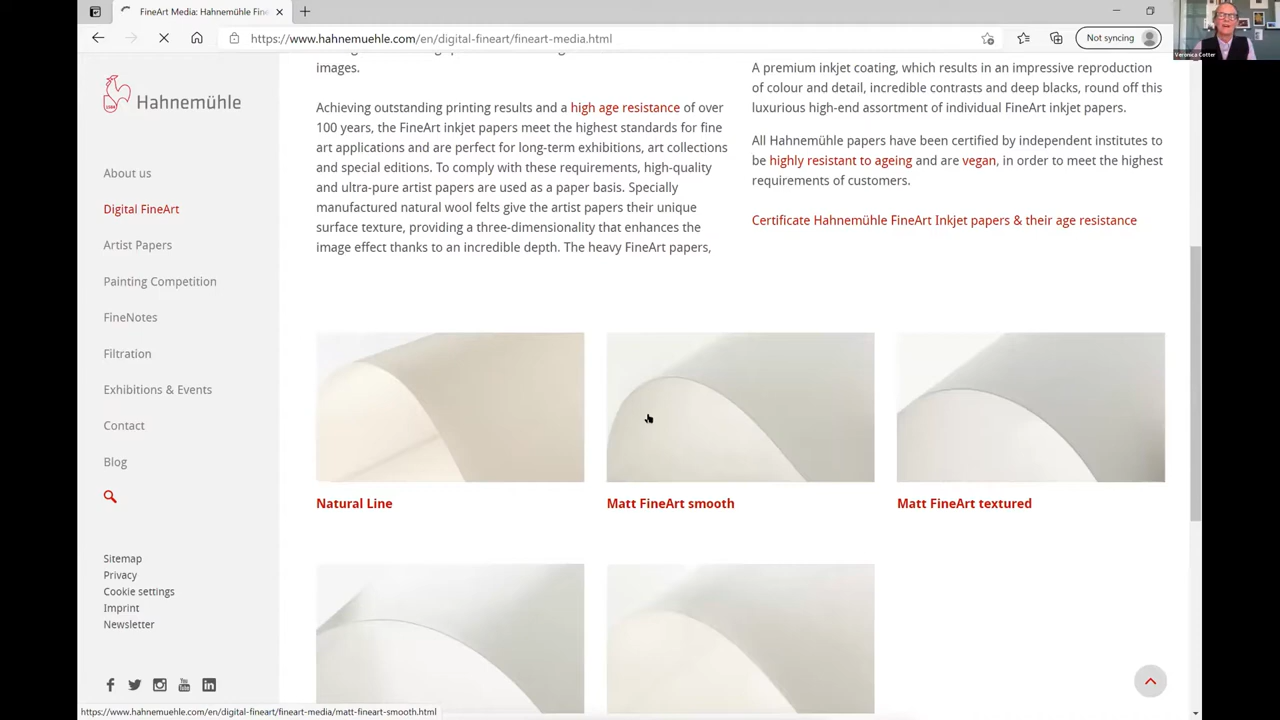 FineArt Media: Hahnemühle Fine
https://www.hahnemuehle.com/en/digital-fineart/fineart-media.html
Not syncing
Veronica Cotter
Hahnemühle
About us
Digital FineArt
Artist Papers
Painting Competition
FineNotes
Filtration
Exhibitions & Events
Contact
Blog
Sitemap
Privacy
Cookie settings
Imprint
Newsletter
images.
Achieving outstanding printing results and a high age resistance of over
100 years, the FineArt inkjet papers meet the highest standards for fine
art applications and are perfect for long-term exhibitions, art collections
and special editions. To comply with these requirements, high-quality
and ultra-pure artist papers are used as a paper basis. Specially
manufactured natural wool felts give the artist papers their unique
surface texture, providing a three-dimensionality that enhances the
image effect thanks to an incredible depth. The heavy FineArt papers,
A premium inkjet coating, which results in an impressive reproduction
of colour and detail, incredible contrasts and deep blacks, round off this
luxurious high-end assortment of individual FineArt inkjet papers.
All Hahnemühle papers have been certified by independent institutes to
be highly resistant to ageing and are vegan, in order to meet the highest
requirements of customers.
Certificate Hahnemühle FineArt Inkjet papers & their age resistance
Natural Line
Matt FineArt smooth
Matt FineArt textured
https://www.hahnemuehle.com/en/digital-fineart/fineart-media/matt-fineart-smooth.html